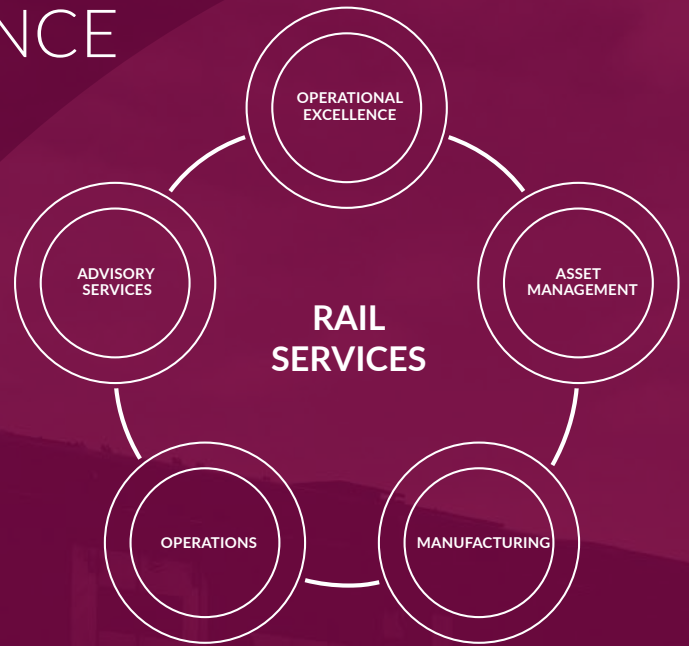 NCE
OPERATIONAL
EXCELLENCE
ADVISORY
SERVICES
ASSET
MANAGEMENT
RAIL
SERVICES
OPERATIONS
MANUFACTURING